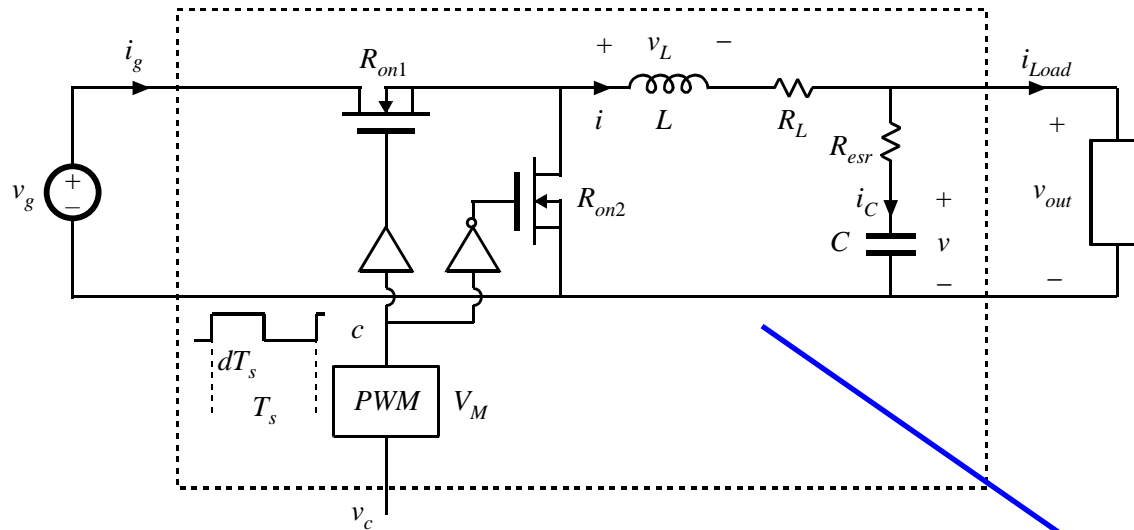 i_g
R_on1
+ v_L −
i_Load
i
L
R_L
R_esr
+
v_g
+
−
R_on2
i_C
+
v_out
C
v
−
−
c
dT_s
T_s
PWM
V_M
v_c